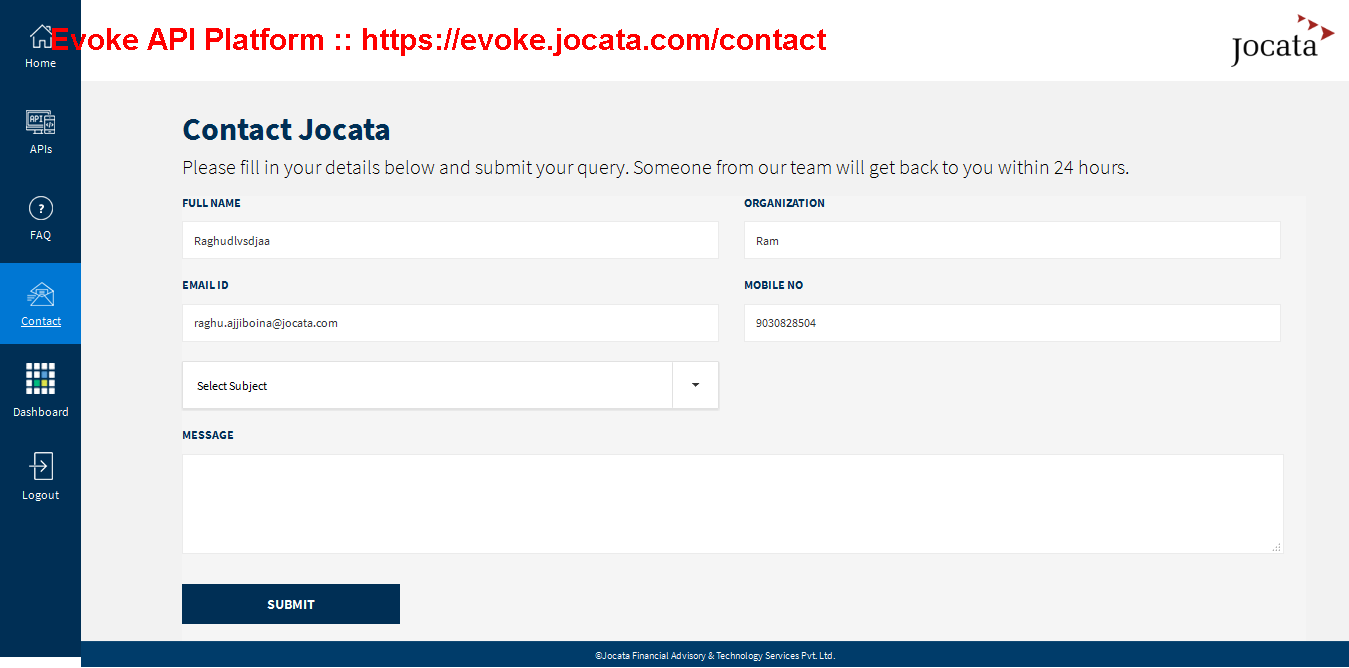 Evoke API Platform :: https://evoke.jocata.com/contact
Jocata
Home
API </>
APIs
?
FAQ
Contact
Dashboard
Logout
Contact Jocata
Please fill in your details below and submit your query. Someone from our team will get back to you within 24 hours.
FULL NAME
ORGANIZATION
Raghudlvsdjaa
Ram
EMAIL ID
MOBILE NO
raghu.ajjiboina@jocata.com
9030828504
Select Subject
MESSAGE
SUBMIT
©Jocata Financial Advisory & Technology Services Pvt. Ltd.